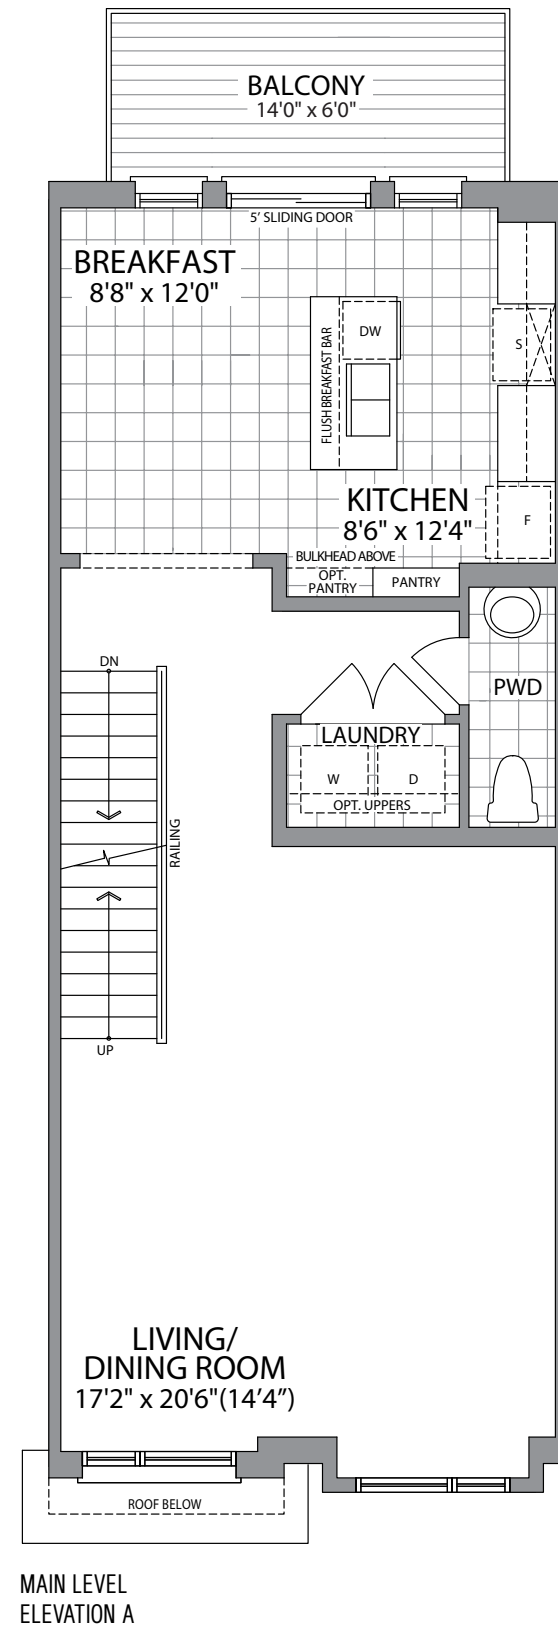 BALCONY
14'0" x 6'0"
5' SLIDING DOOR
BREAKFAST
8'8" x 12'0"
DW
S
FLUSH BREAKFAST BAR
KITCHEN
8'6" x 12'4"
F
BULKHEAD ABOVE
OPT.
PANTRY
PANTRY
DN
PWD
LAUNDRY
W
D
OPT. UPPERS
RAILING
UP
LIVING/
DINING ROOM
17'2" x 20'6"(14'4")
ROOF BELOW
MAIN LEVEL
ELEVATION A